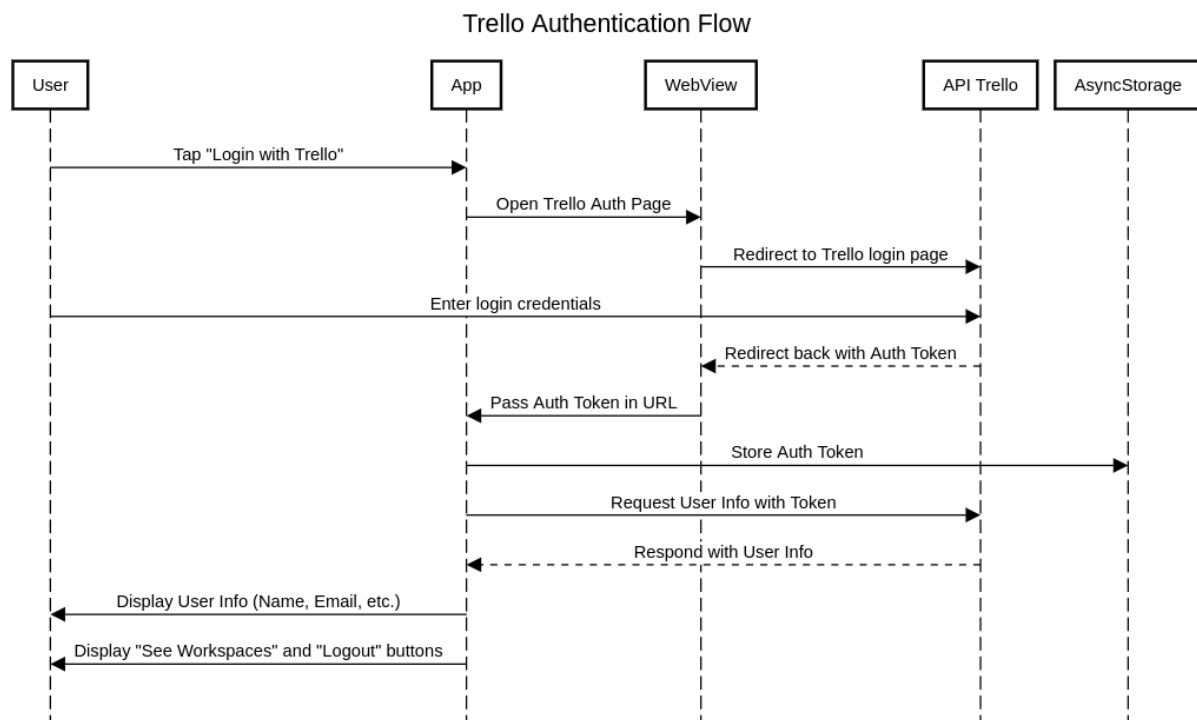 Trello Authentication Flow
User
App
WebView
API Trello
AsyncStorage
Tap "Login with Trello"
Open Trello Auth Page
Redirect to Trello login page
Enter login credentials
Redirect back with Auth Token
Pass Auth Token in URL
Store Auth Token
Request User Info with Token
Respond with User Info
Display User Info (Name, Email, etc.)
Display "See Workspaces" and "Logout" buttons